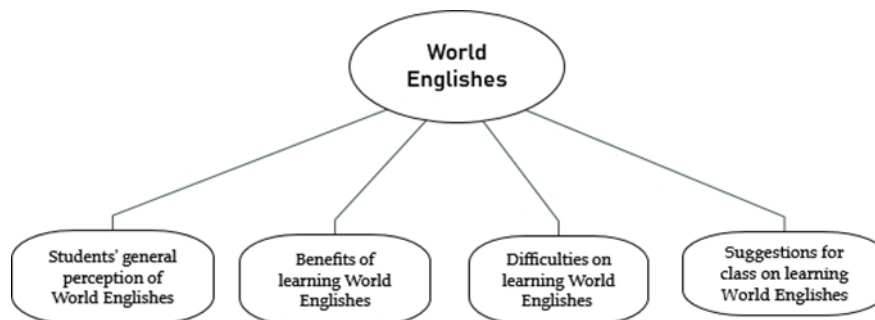 World
Englishes
Students' general
perception of
World Englishes
Benefits of
learning World
Englishes
Difficulties on
learning World
Englishes
Suggestions for
class on learning
World Englishes